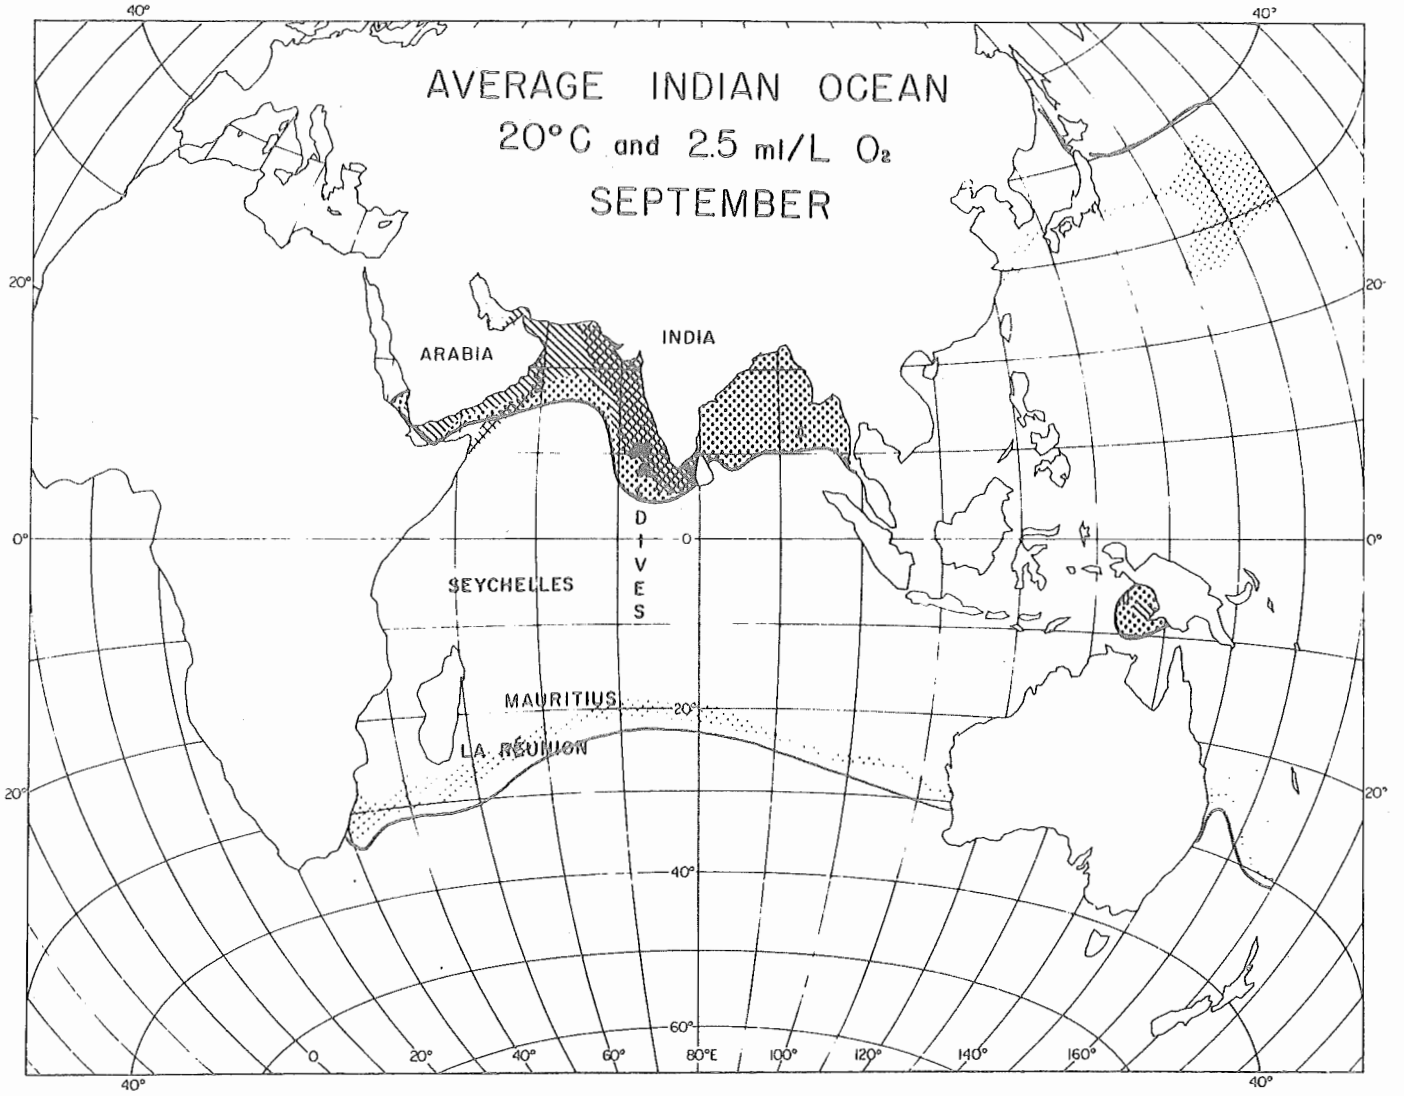 40° 40°
AVERAGE INDIAN OCEAN
20°C and 2.5 ml/L O₂
SEPTEMBER
20° 20°
INDIA
ARABIA
D
I
V
E
S
0° 0 0°
SEYCHELLES
MAURITIUS
20°
LA RÉUNION
20° 20°
40°
60°
0 20° 40° 60° 80°E 100° 120° 140° 160°
40° 40°